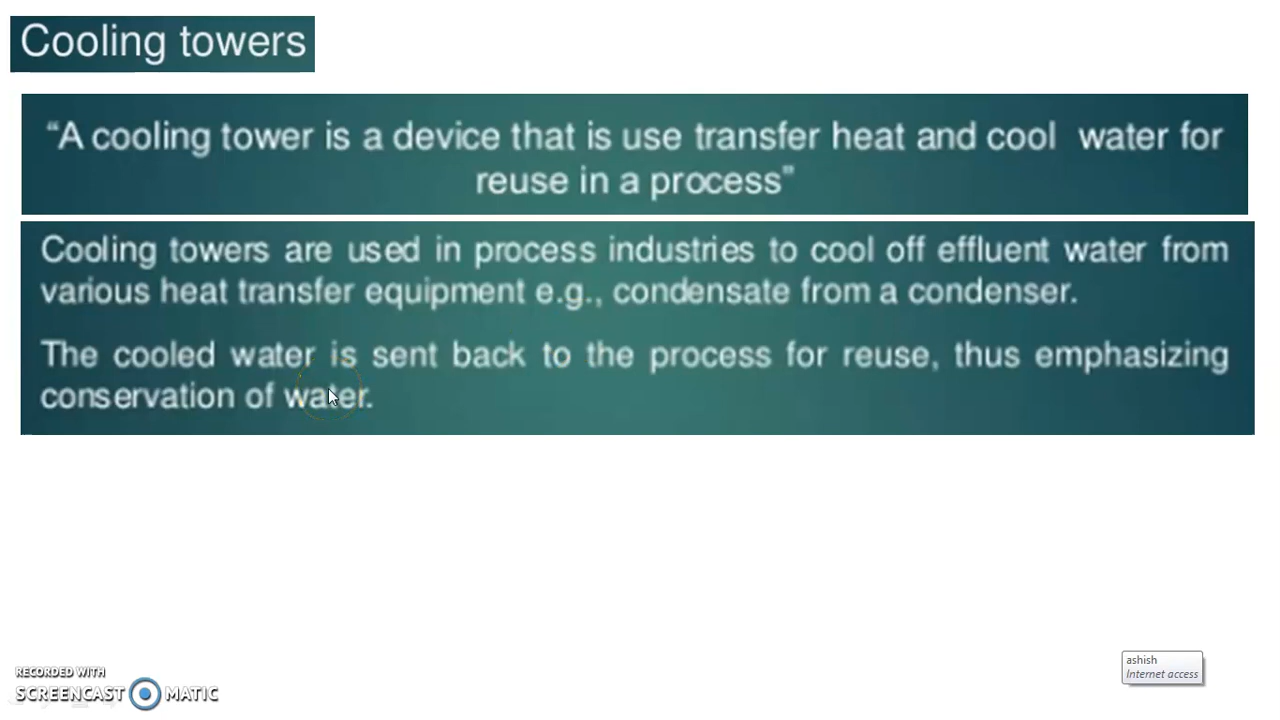 Cooling towers
“A cooling tower is a device that is use transfer heat and cool water for
reuse in a process”
Cooling towers are used in process industries to cool off effluent water from
various heat transfer equipment e.g., condensate from a condenser.
The cooled water is sent back to the process for reuse, thus emphasizing
conservation of water.
RECORDED WITH
SCREENCAST MATIC
ashish
Internet access